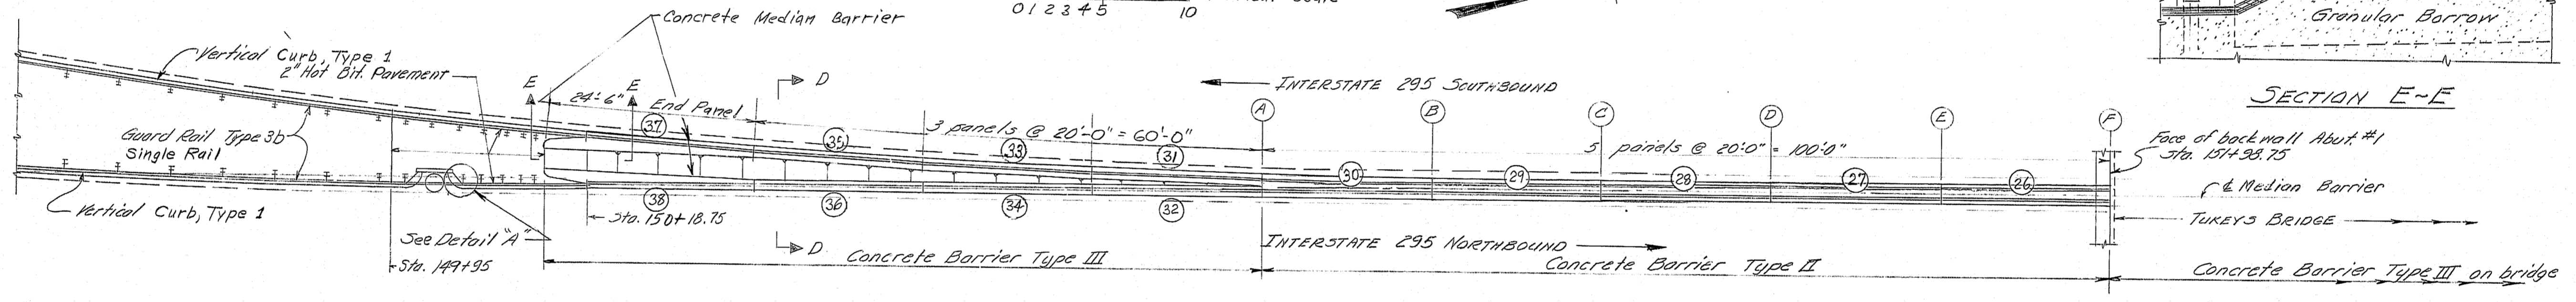 0 1 2 3 4 5 10
Scale
Concrete Median Barrier
Granular Borrow
SECTION E~E
Vertical Curb, Type 1
2" Hot Bit. Pavement
E
E
24'-6"
End Panel
D
INTERSTATE 295 SOUTHBOUND
A
B
C
D
E
F
Guard Rail Type 3b
Single Rail
37
35
3 panels @ 20'-0" = 60'-0"
33
31
5 panels @ 20'-0" = 100'-0"
Face of backwall Abut. #1
Sta. 151+98.75
30
29
28
27
26
℄ Median Barrier
Vertical Curb, Type 1
38
36
34
32
Sta. 150+18.75
TUKEYS BRIDGE
See Detail "A"
Sta. 149+95
D
Concrete Barrier Type III
INTERSTATE 295 NORTHBOUND
Concrete Barrier Type II
Concrete Barrier Type III on bridge